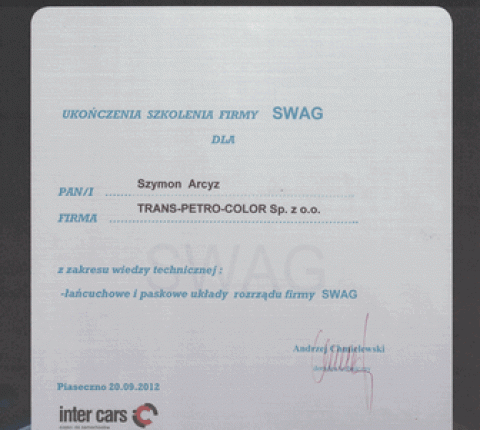 UKOŃCZENIA SZKOLENIA FIRMY SWAG
DLA
PAN/I Szymon Arcyz
FIRMA TRANS-PETRO-COLOR Sp. z o.o.
SWAG
z zakresu wiedzy technicznej :
-łańcuchowe i paskowe układy rozrządu firmy SWAG
Andrzej Chmielewski
Piaseczno 20.09.2012
inter cars